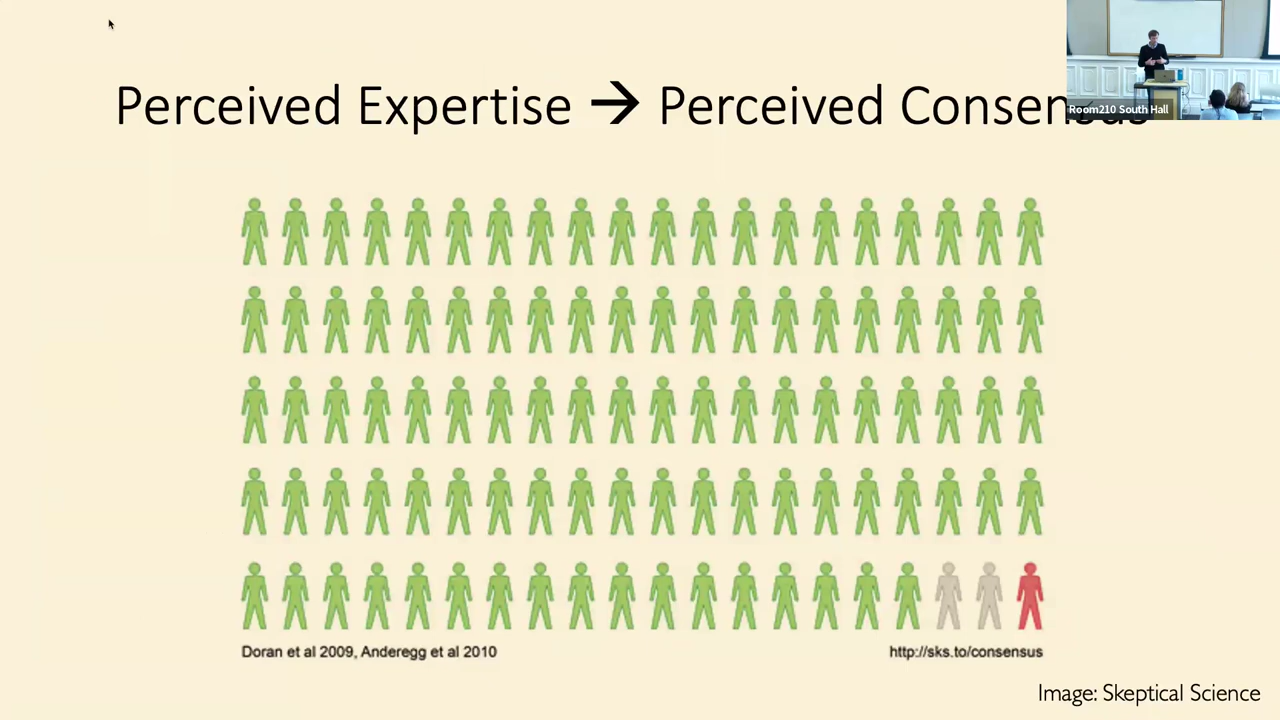 Perceived Expertise → Perceived Consensus
Room210 South Hall
Doran et al 2009, Anderegg et al 2010
http://sks.to/consensus
Image: Skeptical Science